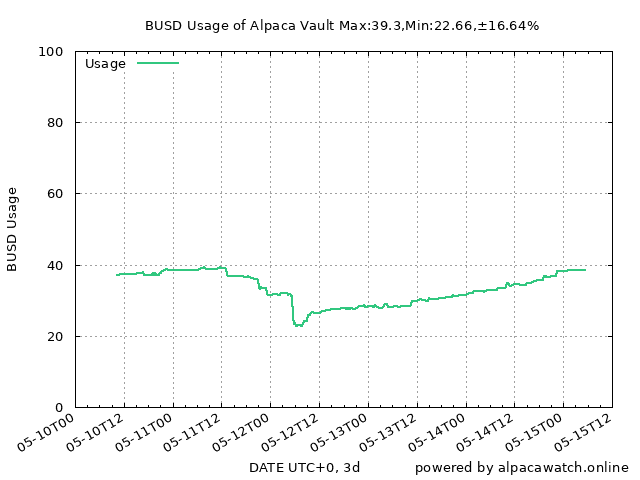 BUSD Usage of Alpaca Vault Max:39.3,Min:22.66,±16.64%
Usage
100
80
60
40
20
0
BUSD Usage
05-10T00
05-10T12
05-11T00
05-11T12
05-12T00
05-12T12
05-13T00
05-13T12
05-14T00
05-14T12
05-15T00
05-15T12
DATE UTC+0, 3d
powered by alpacawatch.online